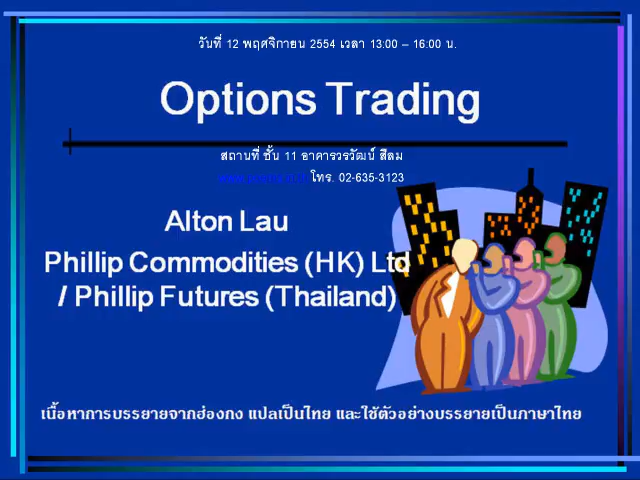 วันที่ 12 พฤศจิกายน 2554 เวลา 13:00 – 16:00 น.
Options Trading
สถานที่ ชั้น 11 อาคารวรวัฒน์ สีลม
โทร. 02-635-3123
Alton Lau
Phillip Commodities (HK) Ltd
/ Phillip Futures (Thailand)
เนื้อหาการบรรยายจากฮ่องกง แปลเป็นไทย และใช้ตัวอย่างบรรยายเป็นภาษาไทย